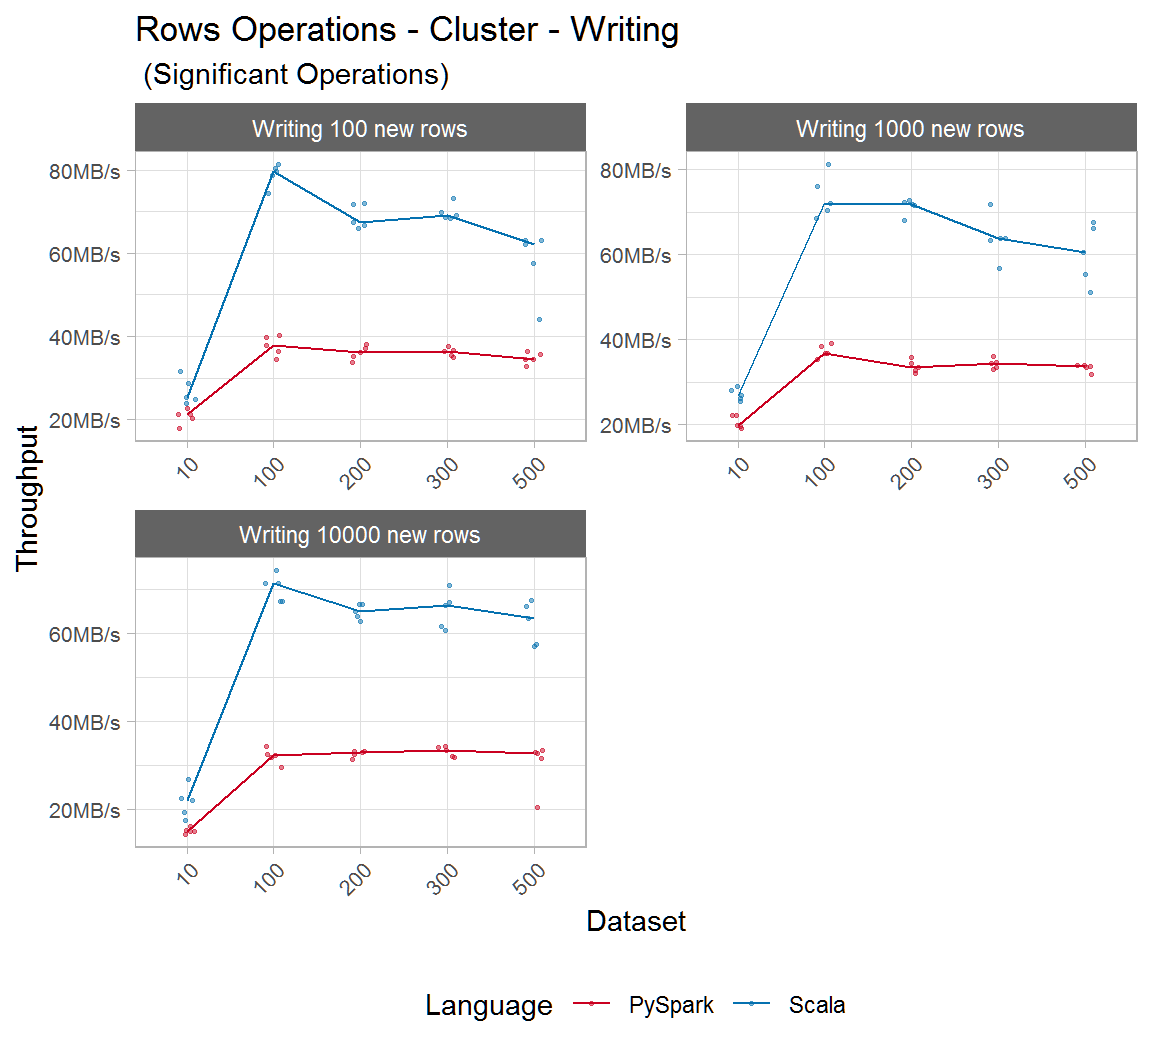 Rows Operations - Cluster - Writing
(Significant Operations)
Writing 100 new rows
80MB/s
60MB/s
40MB/s
20MB/s
10 100 200 300 500
Writing 1000 new rows
80MB/s
60MB/s
40MB/s
20MB/s
10 100 200 300 500
Writing 10000 new rows
60MB/s
40MB/s
20MB/s
10 100 200 300 500
Throughput
Dataset
Language PySpark Scala